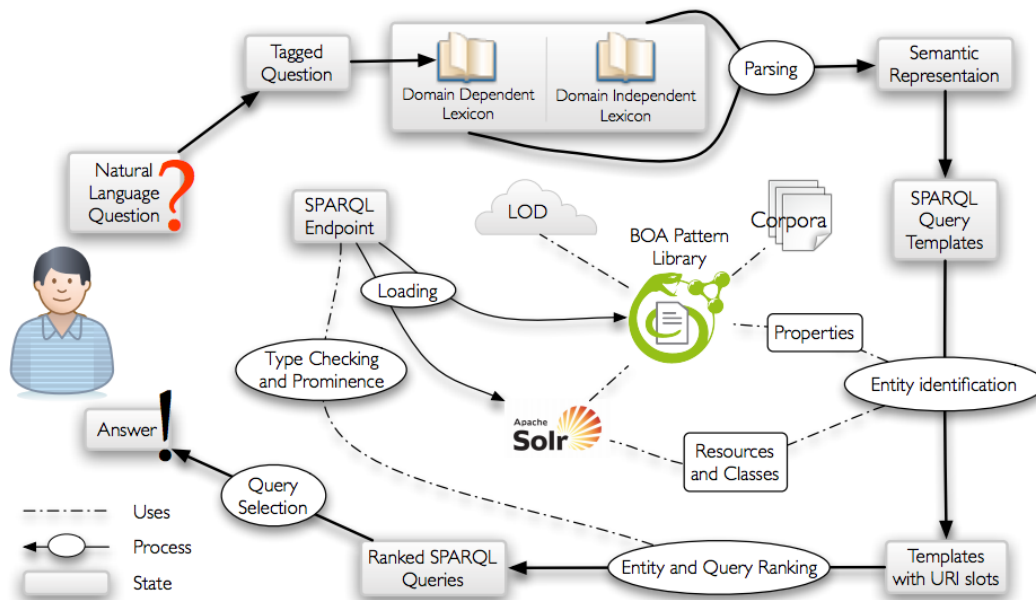 Tagged
Question
Domain Dependent
Lexicon
Domain Independent
Lexicon
Parsing
Semantic
Representaion
Natural
Language
Question
?
SPARQL
Endpoint
LOD
BOA Pattern
Library
Corpora
SPARQL
Query
Templates
Loading
Properties
Type Checking
and Prominence
Entity identification
Apache
Solr
Resources
and Classes
Answer
!
Query
Selection
Uses
Process
State
Ranked SPARQL
Queries
Entity and Query Ranking
Templates
with URI slots